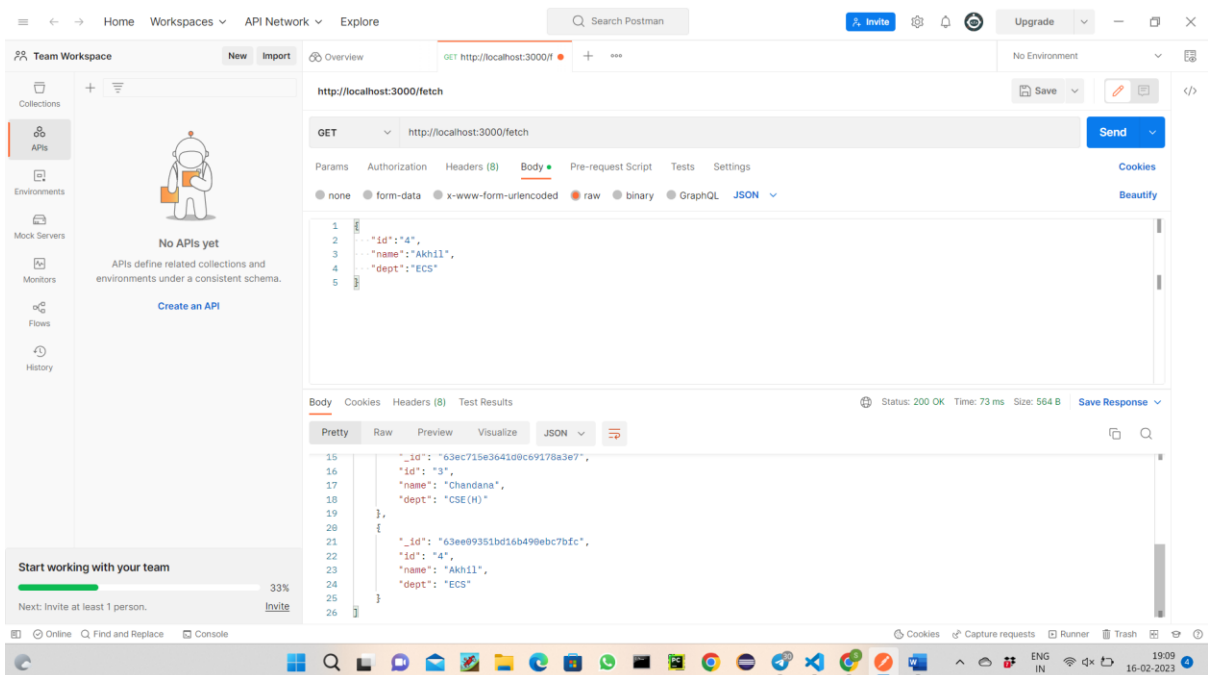 Home Workspaces API Network Explore Search Postman Invite Upgrade
Team Workspace New Import Overview GET http://localhost:3000/f No Environment
http://localhost:3000/fetch Save
Collections
APIs
Environments
Mock Servers
Monitors
Flows
History
No APIs yet
APIs define related collections and
environments under a consistent schema.
Create an API
Start working with your team
33%
Next: Invite at least 1 person. Invite
GET http://localhost:3000/fetch Send
Params Authorization Headers (8) Body Pre-request Script Tests Settings Cookies
none form-data x-www-form-urlencoded raw binary GraphQL JSON Beautify
1 {
2 "id":"4",
3 "name":"Akhil",
4 "dept":"ECS"
5 }
Body Cookies Headers (8) Test Results Status: 200 OK Time: 73 ms Size: 564 B Save Response
Pretty Raw Preview Visualize JSON
15 "_id": "63ec715e3641d0c69178a3e7",
16 "id": "3",
17 "name": "Chandana",
18 "dept": "CSE(H)"
19 },
20 {
21 "_id": "63ee09351bd16b490ebc7bfc",
22 "id": "4",
23 "name": "Akhil",
24 "dept": "ECS"
25 }
26 ]
Online Find and Replace Console Cookies Capture requests Runner Trash
ENG
IN
19:09
16-02-2023
4